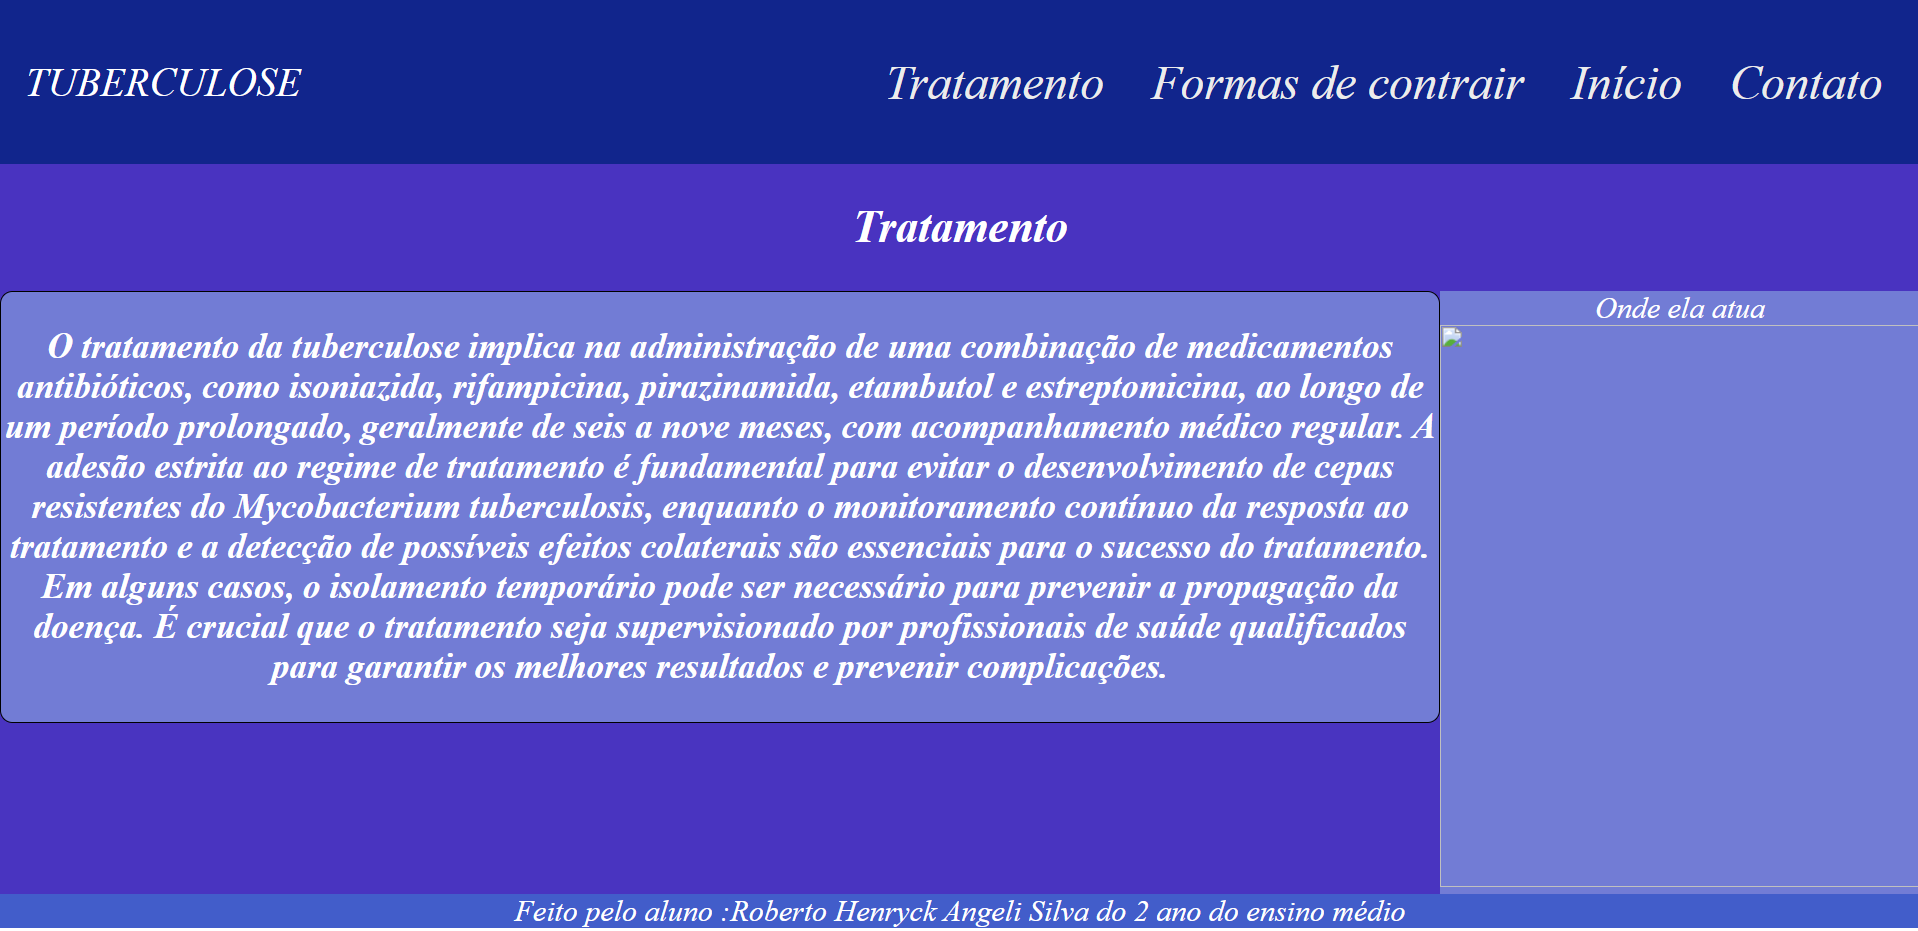 TUBERCULOSE
Tratamento
Formas de contrair
Início
Contato
Tratamento
O tratamento da tuberculose implica na administração de uma combinação de medicamentos
antibióticos, como isoniazida, rifampicina, pirazinamida, etambutol e estreptomicina, ao longo de
um período prolongado, geralmente de seis a nove meses, com acompanhamento médico regular. A
adesão estrita ao regime de tratamento é fundamental para evitar o desenvolvimento de cepas
resistentes do Mycobacterium tuberculosis, enquanto o monitoramento contínuo da resposta ao
tratamento e a detecção de possíveis efeitos colaterais são essenciais para o sucesso do tratamento.
Em alguns casos, o isolamento temporário pode ser necessário para prevenir a propagação da
doença. É crucial que o tratamento seja supervisionado por profissionais de saúde qualificados
para garantir os melhores resultados e prevenir complicações.
Onde ela atua
Feito pelo aluno :Roberto Henryck Angeli Silva do 2 ano do ensino médio